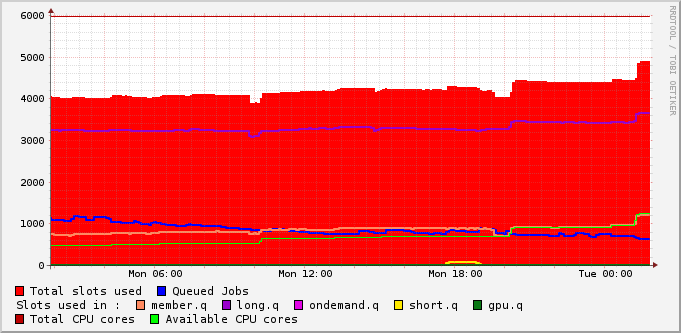 6000
5000
4000
3000
2000
1000
0
Mon 06:00 Mon 12:00 Mon 18:00 Tue 00:00
Total slots used Queued Jobs
Slots used in : member.q long.q ondemand.q short.q gpu.q
Total CPU cores Available CPU cores
RRDTOOL / TOBI OETIKER